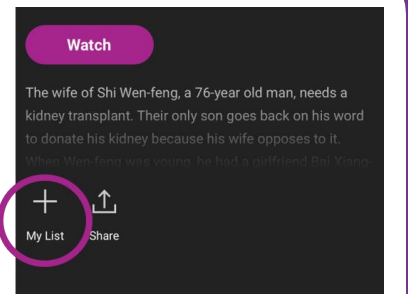 Watch
The wife of Shi Wen-feng, a 76-year old man, needs a
kidney transplant. Their only son goes back on his word
to donate his kidney because his wife opposes to it.
When Wen-feng was young, he had a girlfriend Bai Xiang-
My List
Share